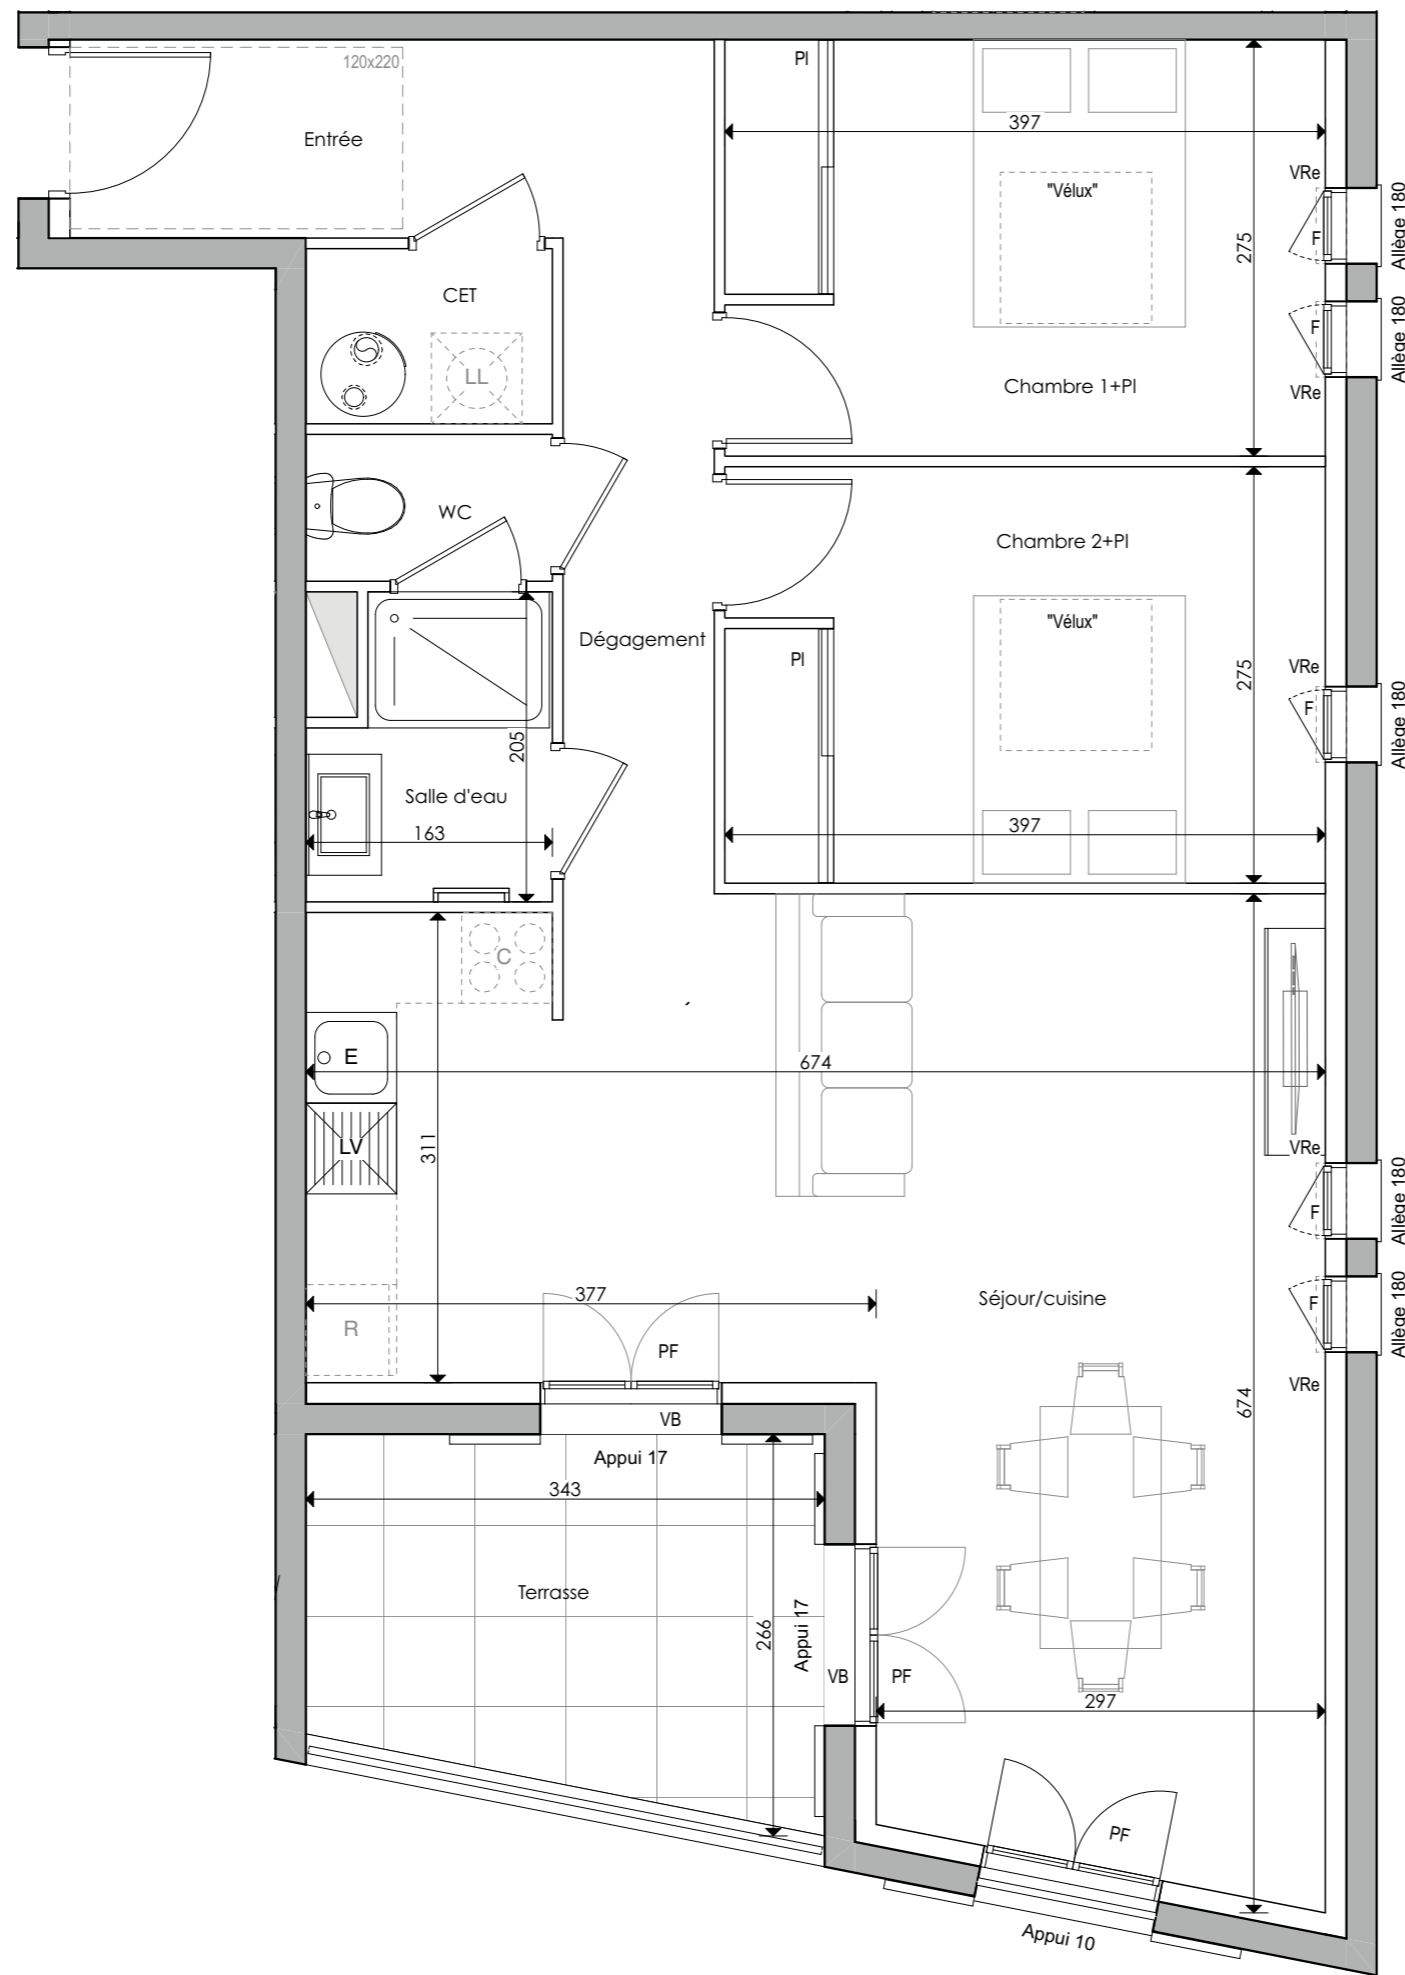 120x220
Entrée
Pl
397
VRe
"Vélux"
F
Allège 180
275
CET
LL
F
Allège 180
VRe
Chambre 1+Pl
WC
Chambre 2+Pl
"Vélux"
Dégagement
Pl
275
VRe
F
Allège 180
205
Salle d'eau
163
397
C
E
674
LV
311
VRe
F
Allège 180
377
Séjour/cuisine
F
Allège 180
R
PF
VRe
674
VB
Appui 17
343
Terrasse
266
Appui 17
VB
PF
297
PF
Appui 10